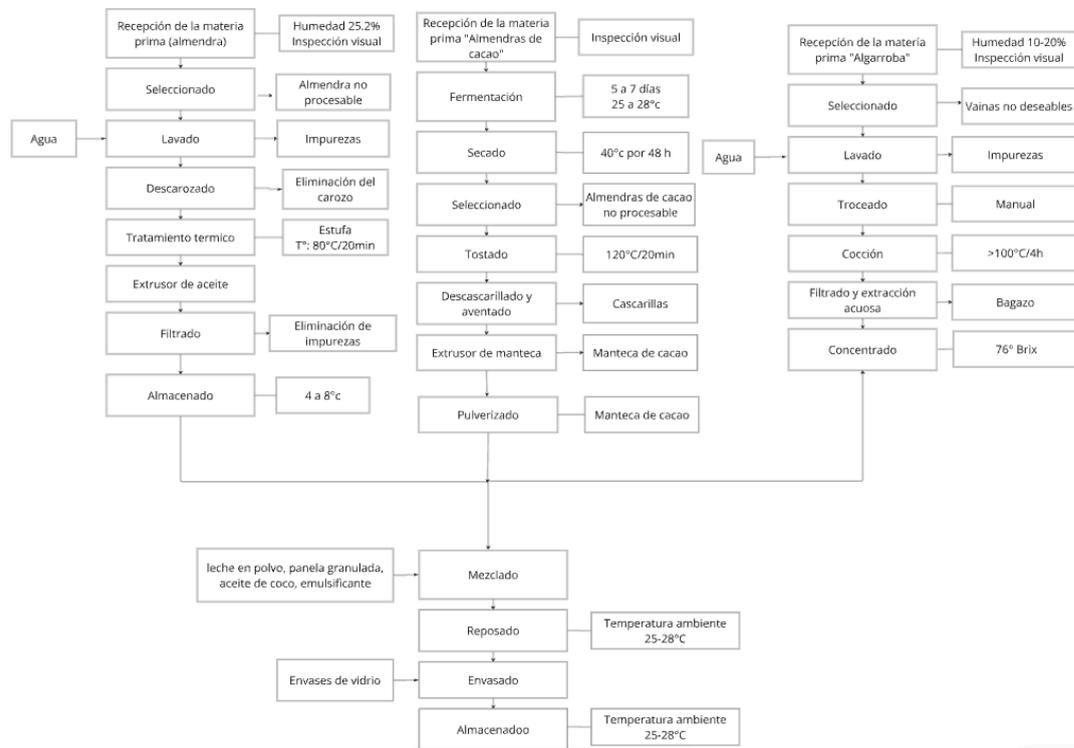 Recepción de la materia
prima (almendra)
Humedad 25.2%
Inspección visual
Seleccionado
Almendra no
procesable
Agua
Lavado
Impurezas
Descarozado
Eliminación del
carozo
Tratamiento termico
Estufa
T°: 80°C/20min
Extrusor de aceite
Filtrado
Eliminación de
impurezas
Almacenado
4 a 8°c
Recepción de la materia
prima "Almendras de
cacao"
Inspección visual
Fermentación
5 a 7 días
25 a 28°c
Secado
40°c por 48 h
Seleccionado
Almendras de cacao
no procesable
Tostado
120°C/20min
Descascarillado y
aventado
Cascarillas
Extrusor de manteca
Manteca de cacao
Pulverizado
Manteca de cacao
Recepción de la matería
prima "Algarroba"
Humedad 10-20%
Inspección visual
Seleccionado
Vainas no deseables
Agua
Lavado
Impurezas
Troceado
Manual
Cocción
>100°C/4h
Filtrado y extracción
acuosa
Bagazo
Concentrado
76° Brix
leche en polvo, panela granulada,
aceite de coco, emulsificante
Mezclado
Reposado
Temperatura ambiente
25-28°C
Envases de vidrio
Envasado
Almacenadoo
Temperatura ambiente
25-28°C